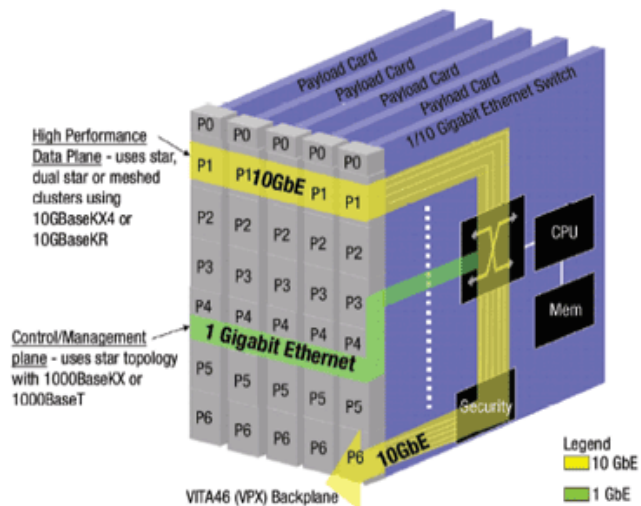 Payload Card
Payload Card
Payload Card
Payload Card
1/10 Gigabit Ethernet Switch
High Performance
Data Plane - uses star,
dual star or meshed
clusters using
10GBaseKX4 or
10GBaseKR
P0 P0 P0 P0 P0
P1 P1 10GbE P1 P1
P2 P2 P2 P2 P2
P3 P3 P3 P3 P3
P4 P4 P4 P4 P4
1 Gigabit Ethernet
P5 P5 P5 P5 P5
P6 P6 P6 P6 P6
10GbE
CPU
Mem
Security
Control/Management
plane - uses star topology
with 1000BaseKX or
1000BaseT
VITA46 (VPX) Backplane
Legend
10 GbE
1 GbE